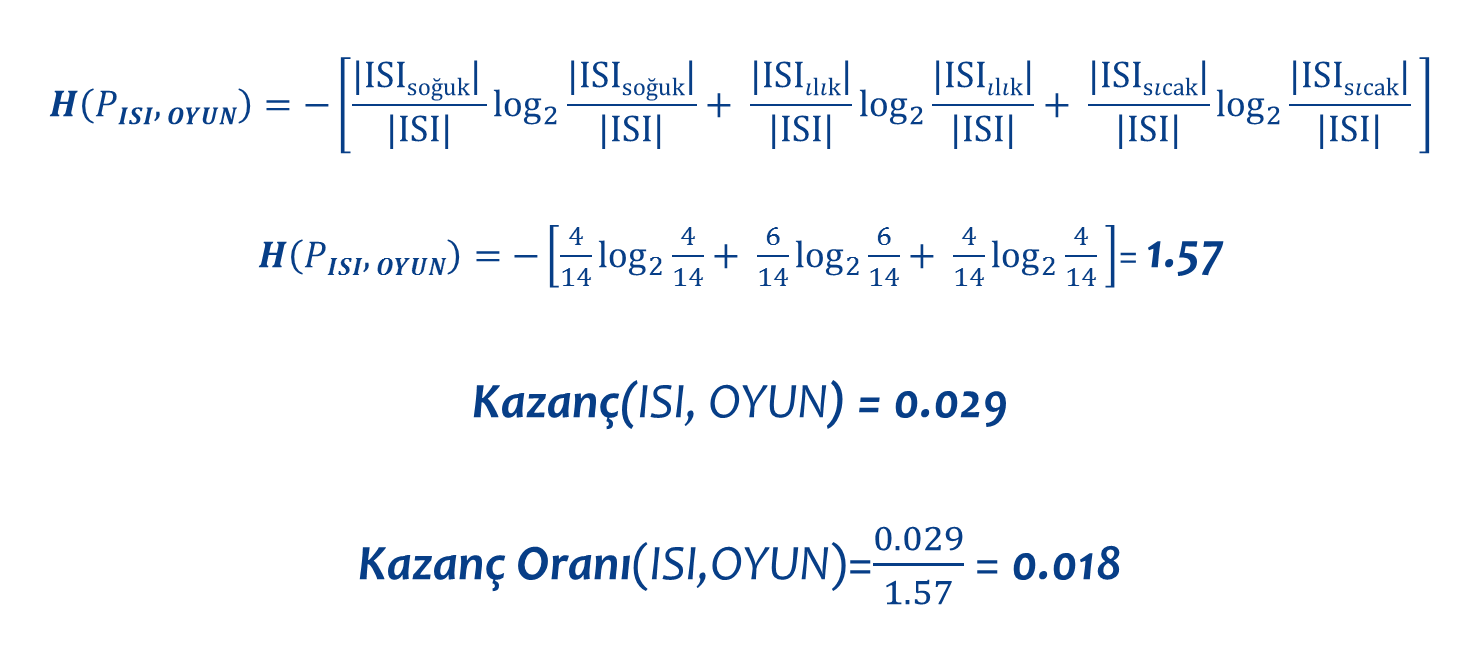 H(P_ISI, OYUN) = −[|ISI_soğuk|/|ISI| log₂ |ISI_soğuk|/|ISI| + |ISI_ılık|/|ISI| log₂ |ISI_ılık|/|ISI| + |ISI_sıcak|/|ISI| log₂ |ISI_sıcak|/|ISI|]
H(P_ISI, OYUN) = −[4/14 log₂ 4/14 + 6/14 log₂ 6/14 + 4/14 log₂ 4/14]= 1.57
Kazanç(ISI, OYUN) = 0.029
Kazanç Oranı(ISI,OYUN)=0.029/1.57 = 0.018